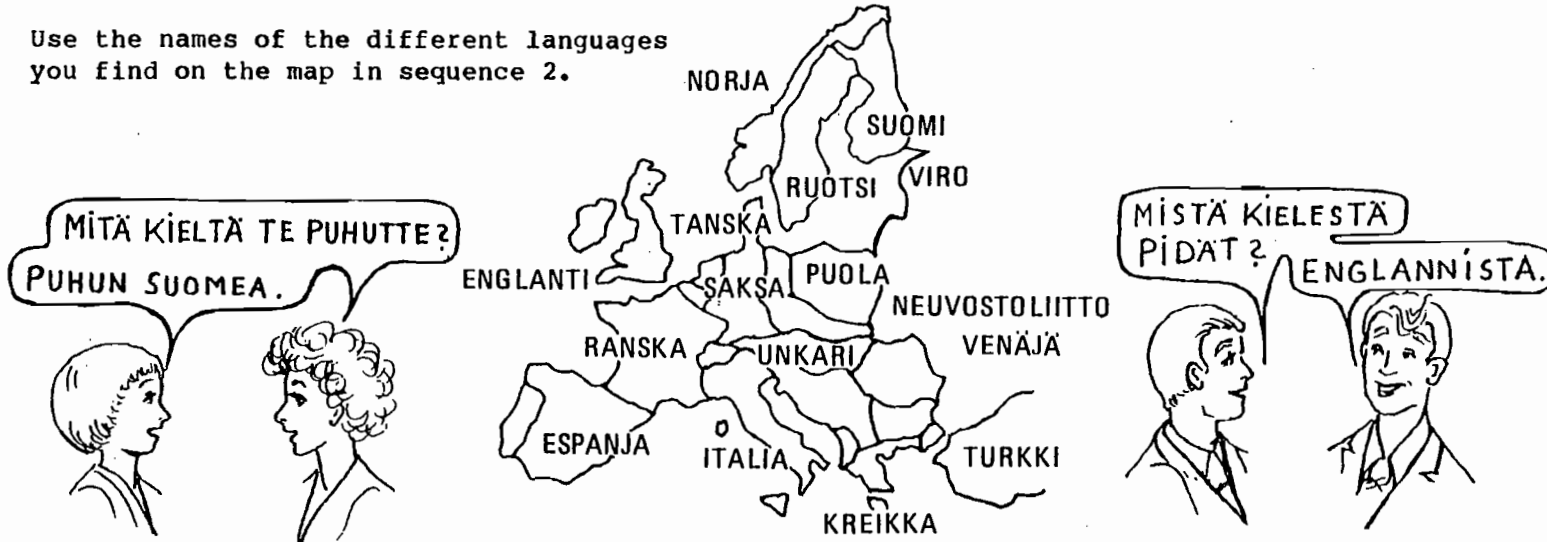 Use the names of the different languages
you find on the map in sequence 2.
MITÄ KIELTÄ TE PUHUTTE?
PUHUN SUOMEA.
NORJA
SUOMI
RUOTSI
VIRO
TANSKA
ENGLANTI
SAKSA
PUOLA
NEUVOSTOLIITTO
VENÄJÄ
RANSKA
UNKARI
ESPANJA
ITALIA
TURKKI
KREIKKA
MISTÄ KIELESTÄ
PIDÄT?
ENGLANNISTA.